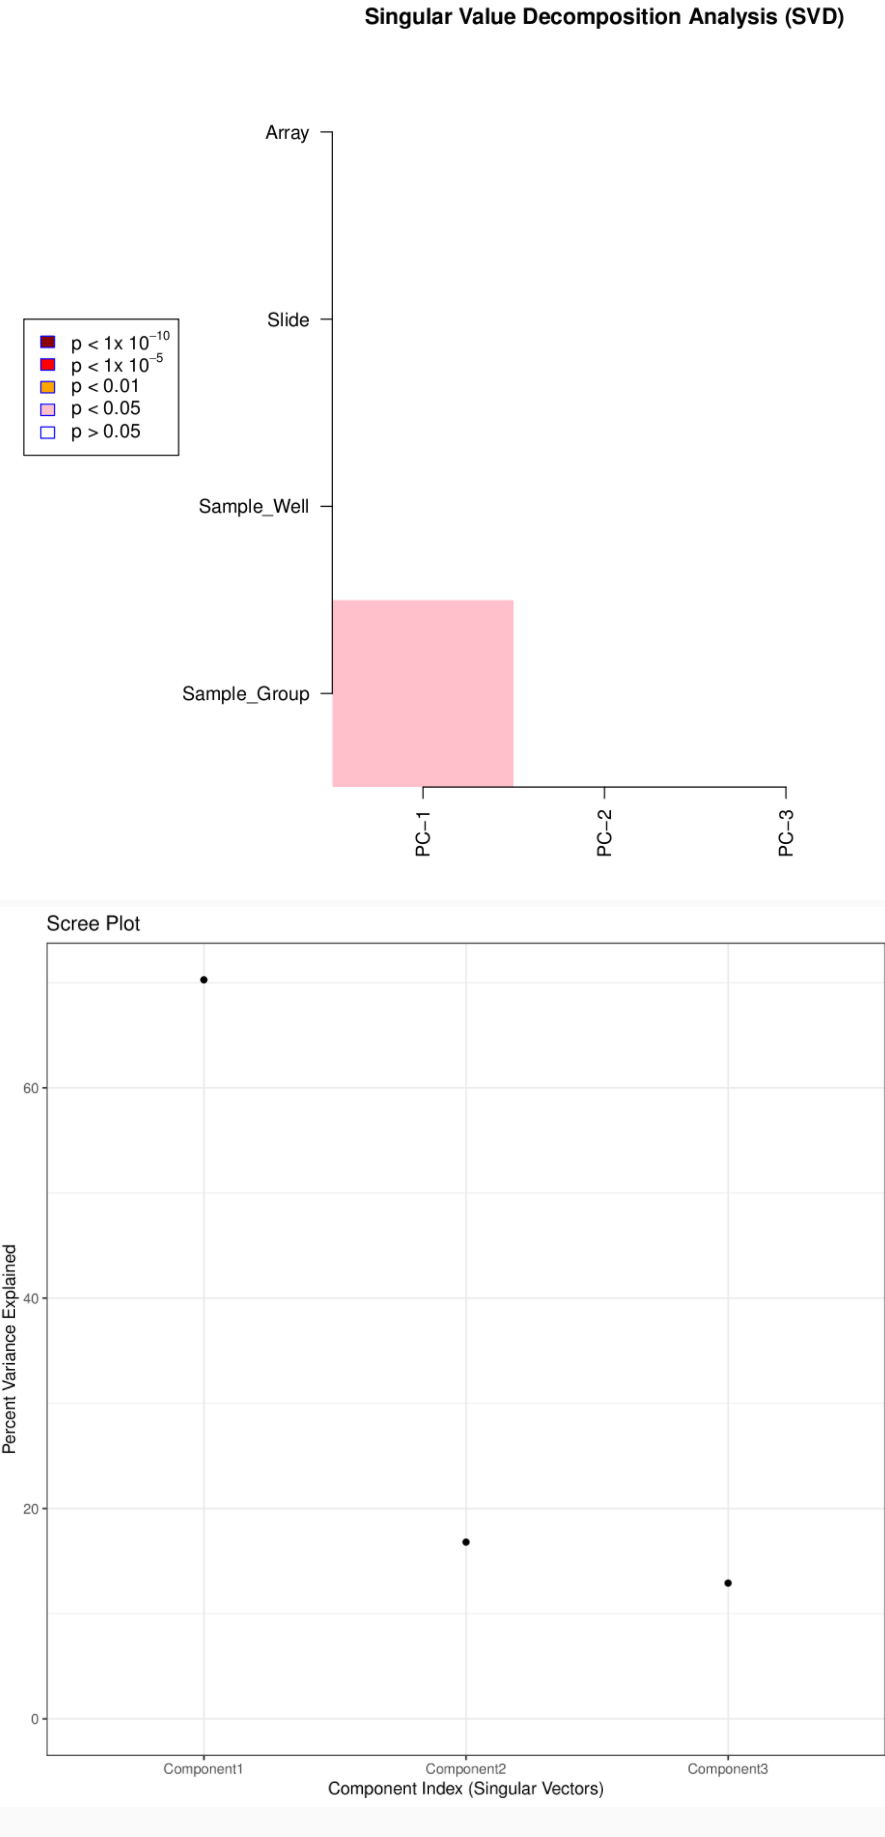 Singular Value Decomposition Analysis (SVD)
Array
Slide
p < 1x 10⁻¹⁰
p < 1x 10⁻⁵
p < 0.01
p < 0.05
p > 0.05
Sample_Well
Sample_Group
PC−1
PC−2
PC−3
Scree Plot
Percent Variance Explained
60
40
20
0
Component1 Component2 Component3
Component Index (Singular Vectors)